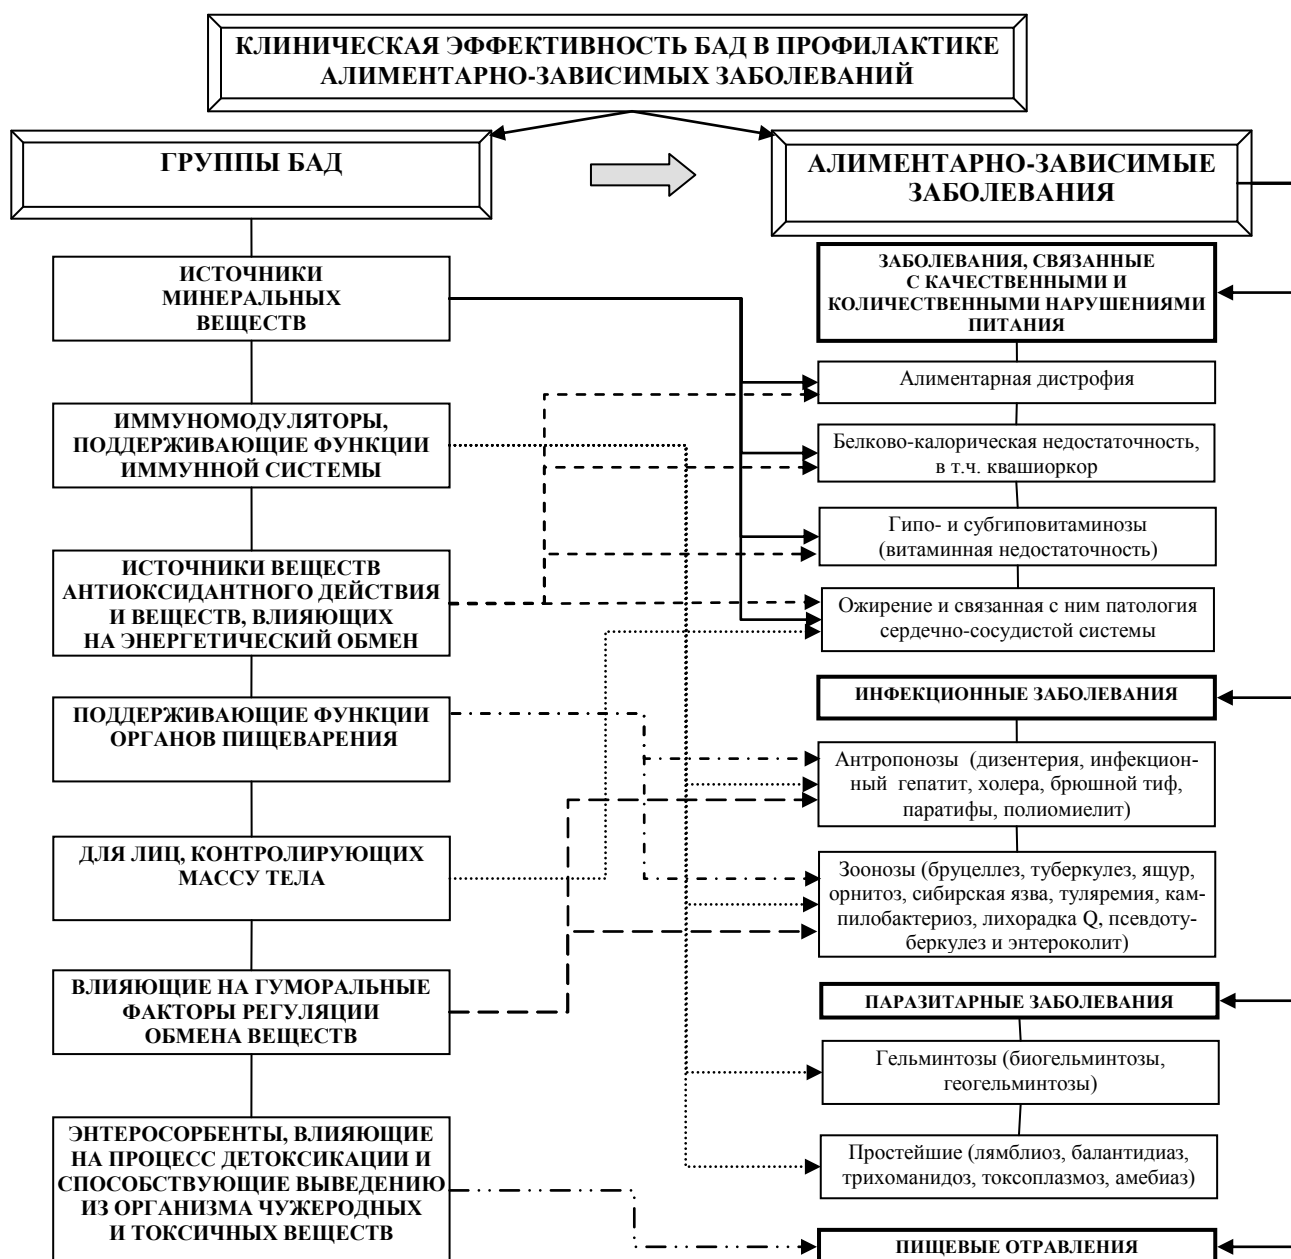 КЛИНИЧЕСКАЯ ЭФФЕКТИВНОСТЬ БАД В ПРОФИЛАКТИКЕ
АЛИМЕНТАРНО-ЗАВИСИМЫХ ЗАБОЛЕВАНИЙ
ГРУППЫ БАД
ИСТОЧНИКИ
МИНЕРАЛЬНЫХ
ВЕЩЕСТВ
ИММУНОМОДУЛЯТОРЫ,
ПОДДЕРЖИВАЮЩИЕ ФУНКЦИИ
ИММУННОЙ СИСТЕМЫ
ИСТОЧНИКИ ВЕЩЕСТВ
АНТИОКСИДАНТНОГО ДЕЙСТВИЯ
И ВЕЩЕСТВ, ВЛИЯЮЩИХ
НА ЭНЕРГЕТИЧЕСКИЙ ОБМЕН
ПОДДЕРЖИВАЮЩИЕ ФУНКЦИИ
ОРГАНОВ ПИЩЕВАРЕНИЯ
ДЛЯ ЛИЦ, КОНТРОЛИРУЮЩИХ
МАССУ ТЕЛА
ВЛИЯЮЩИЕ НА ГУМОРАЛЬНЫЕ
ФАКТОРЫ РЕГУЛЯЦИИ
ОБМЕНА ВЕЩЕСТВ
ЭНТЕРОСОРБЕНТЫ, ВЛИЯЮЩИЕ
НА ПРОЦЕСС ДЕТОКСИКАЦИИ И
СПОСОБСТВУЮЩИЕ ВЫВЕДЕНИЮ
ИЗ ОРГАНИЗМА ЧУЖЕРОДНЫХ
И ТОКСИЧНЫХ ВЕЩЕСТВ
АЛИМЕНТАРНО-ЗАВИСИМЫЕ
ЗАБОЛЕВАНИЯ
ЗАБОЛЕВАНИЯ, СВЯЗАННЫЕ
С КАЧЕСТВЕННЫМИ И
КОЛИЧЕСТВЕННЫМИ НАРУШЕНИЯМИ
ПИТАНИЯ
Алиментарная дистрофия
Белково-калорическая недостаточность,
в т.ч. квашиоркор
Гипо- и субгиповитаминозы
(витаминная недостаточность)
Ожирение и связанная с ним патология
сердечно-сосудистой системы
ИНФЕКЦИОННЫЕ ЗАБОЛЕВАНИЯ
Антропонозы (дизентерия, инфекцион-
ный гепатит, холера, брюшной тиф,
паратифы, полиомиелит)
Зоонозы (бруцеллез, туберкулез, ящур,
орнитоз, сибирская язва, туляремия, кам-
пилобактериоз, лихорадка Q, псевдоту-
беркулез и энтероколит)
ПАРАЗИТАРНЫЕ ЗАБОЛЕВАНИЯ
Гельминтозы (биогельминтозы,
геогельминтозы)
Простейшие (лямблиоз, балантидиаз,
трихоманидоз, токсоплазмоз, амебиаз)
ПИЩЕВЫЕ ОТРАВЛЕНИЯ